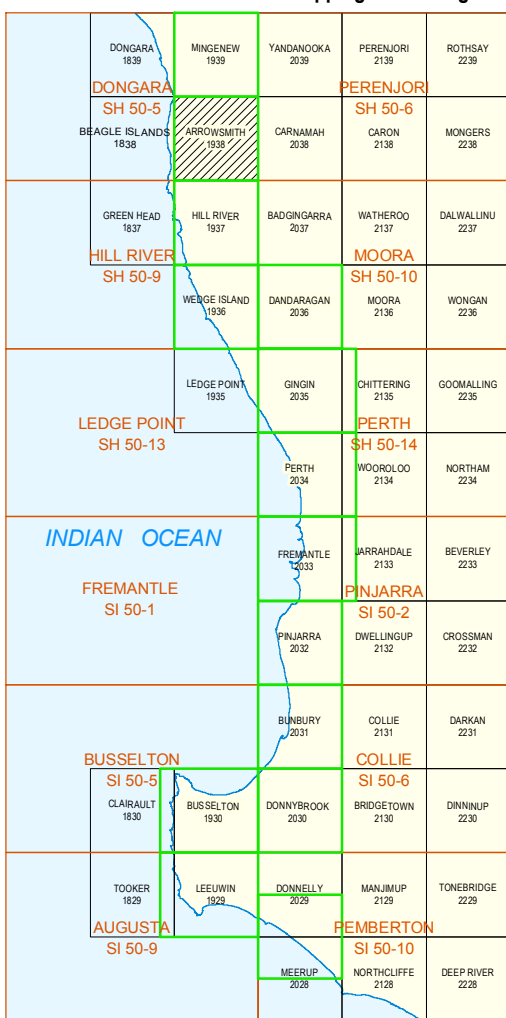 DONGARA
1839
MINGENEW
1939
YANDANOOKA
2039
PERENJORI
2139
ROTHSAY
2239
DONGARA
SH 50-5
PERENJORI
SH 50-6
BEAGLE ISLANDS
1838
ARROWSMITH
1938
CARNAMAH
2038
CARON
2138
MONGERS
2238
GREEN HEAD
1837
HILL RIVER
1937
BADGINGARRA
2037
WATHEROO
2137
DALWALLINU
2237
HILL RIVER
SH 50-9
MOORA
SH 50-10
WEDGE ISLAND
1936
DANDARAGAN
2036
MOORA
2136
WONGAN
2236
LEDGE POINT
1935
GINGIN
2035
CHITTERING
2135
GOOMALLING
2235
LEDGE POINT
SH 50-13
PERTH
SH 50-14
PERTH
2034
WOOROLOO
2134
NORTHAM
2234
INDIAN OCEAN
FREMANTLE
2033
JARRAHDALE
2133
BEVERLEY
2233
FREMANTLE
SI 50-1
PINJARRA
SI 50-2
PINJARRA
2032
DWELLINGUP
2132
CROSSMAN
2232
BUNBURY
2031
COLLIE
2131
DARKAN
2231
BUSSELTON
SI 50-5
COLLIE
SI 50-6
CLAIRAULT
1830
BUSSELTON
1930
DONNYBROOK
2030
BRIDGETOWN
2130
DINNINUP
2230
TOOKER
1829
LEEUWIN
1929
DONNELLY
2029
MANJIMUP
2129
TONEBRIDGE
2229
AUGUSTA
SI 50-9
PEMBERTON
SI 50-10
MEERUP
2028
NORTHCLIFFE
2128
DEEP RIVER
2228